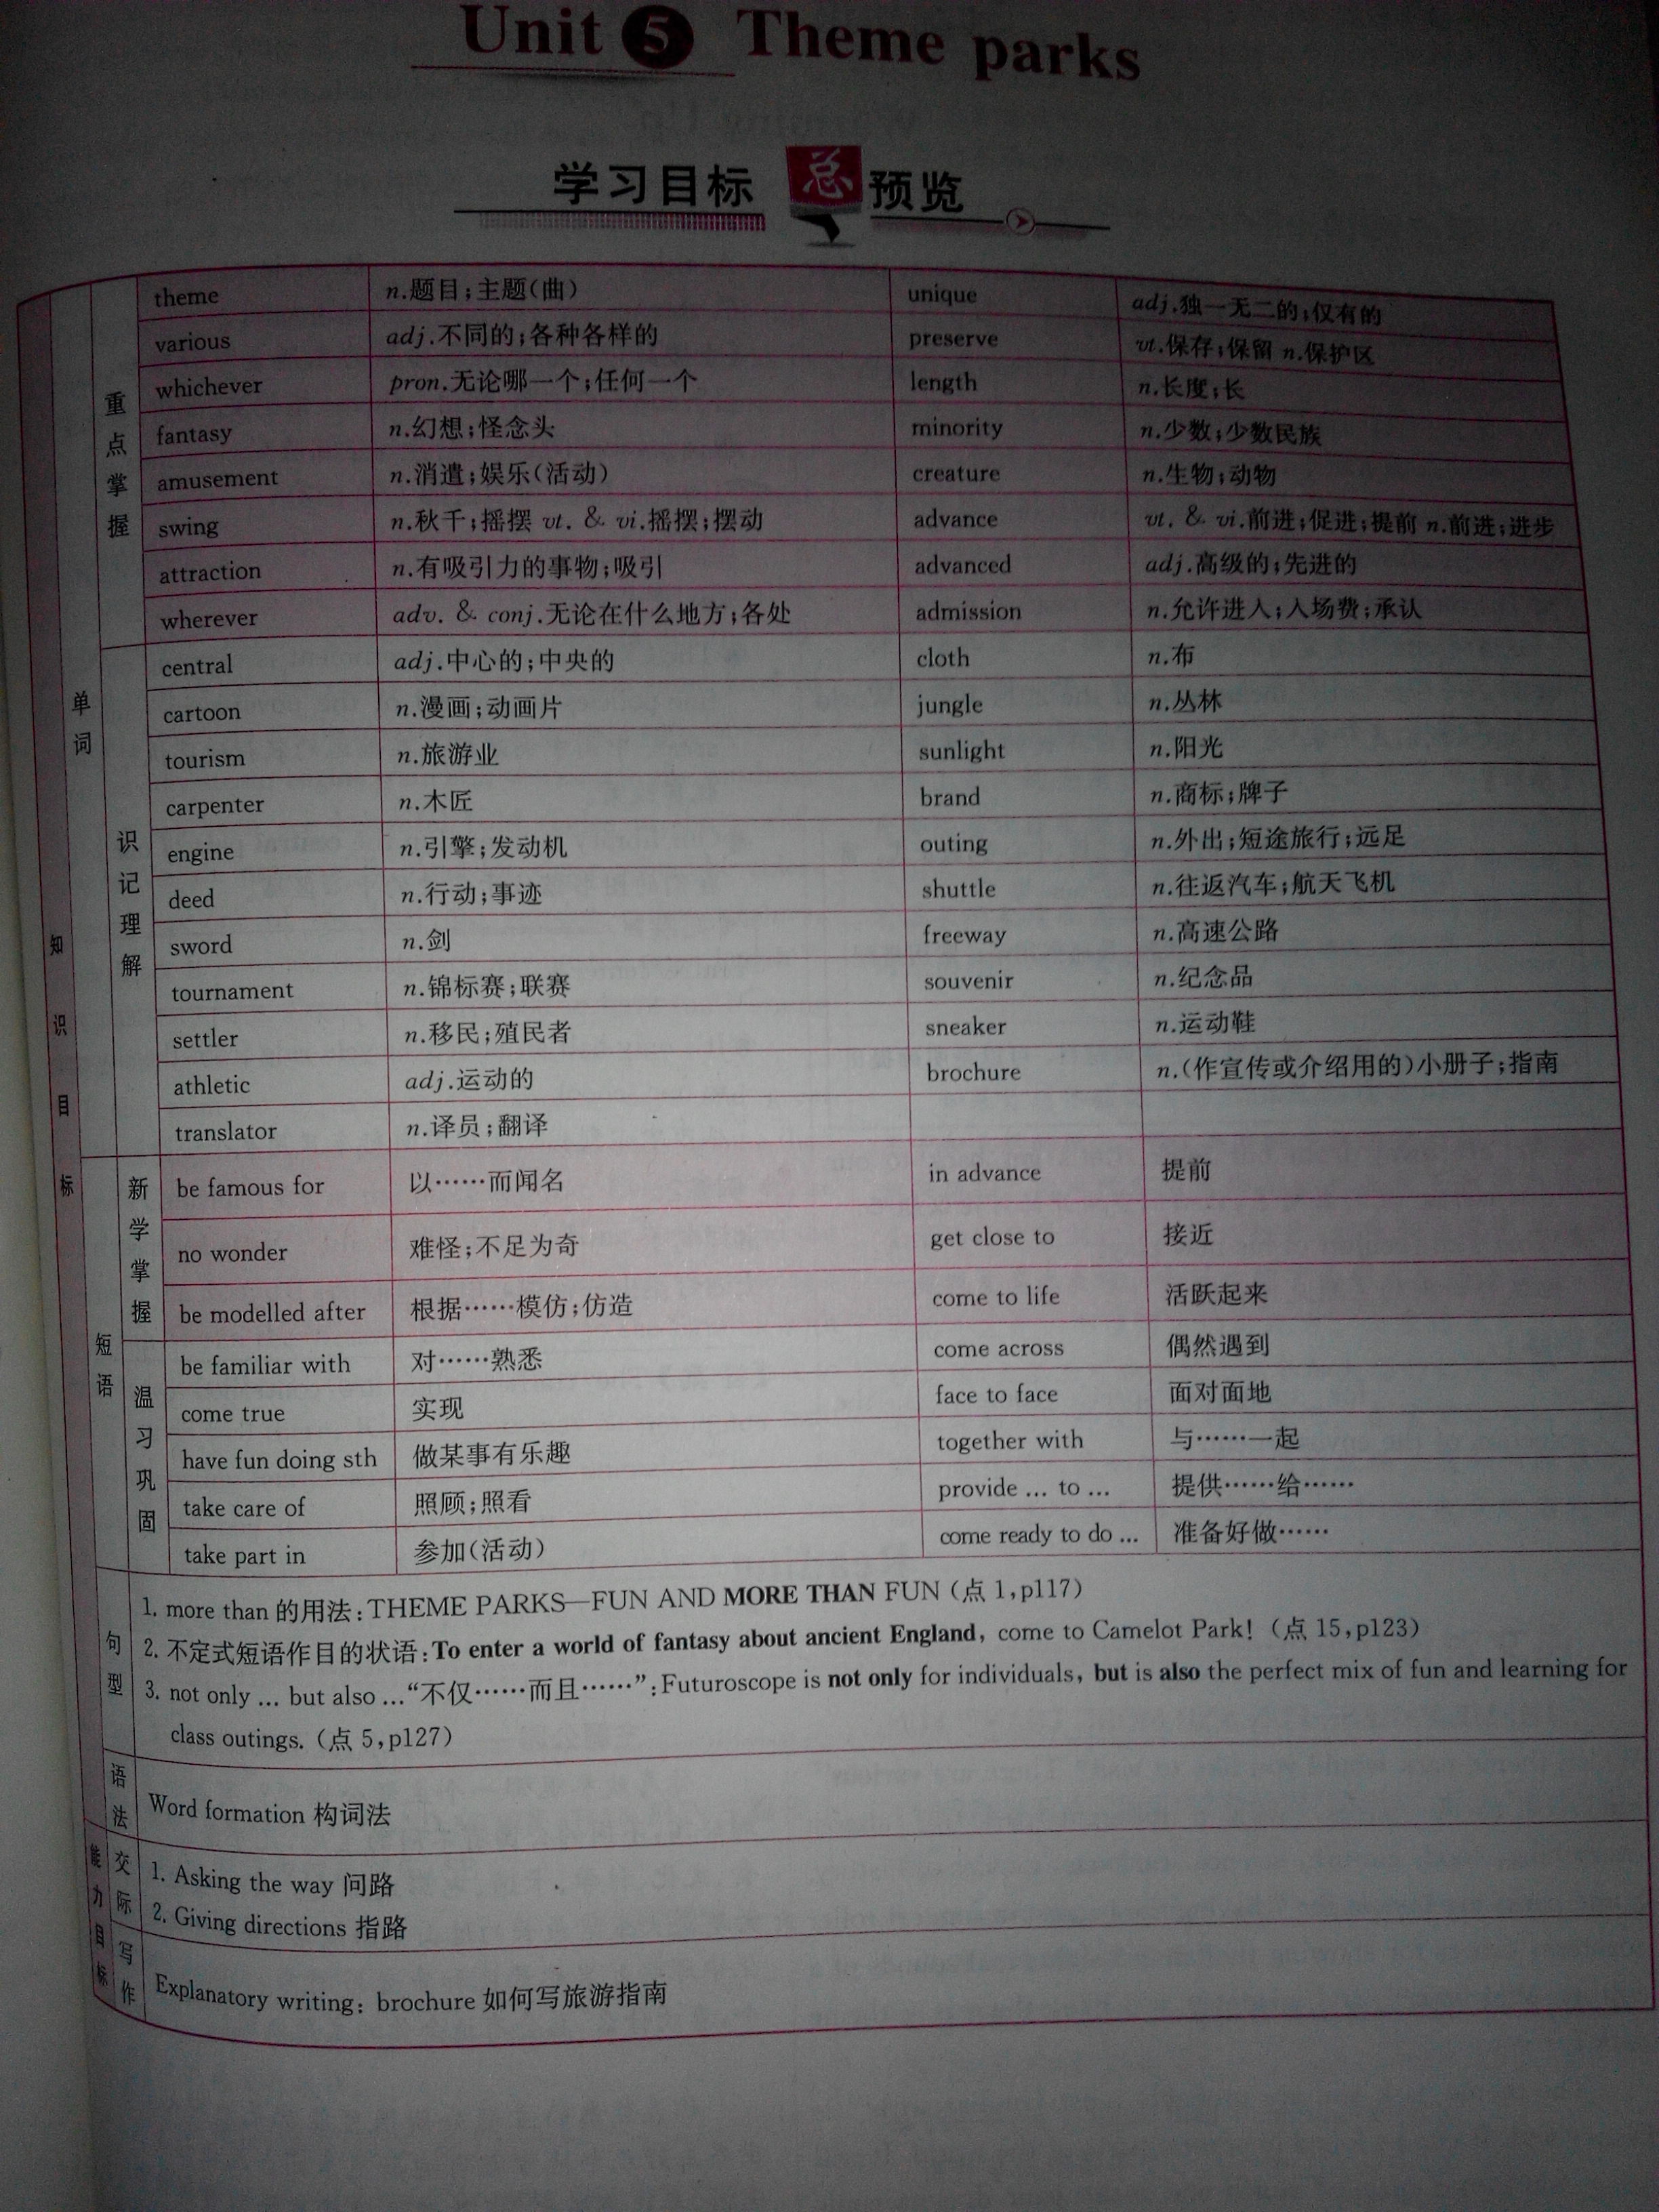 Unit 5 Theme parks
学习目标总预览
知识目标
单词
重点掌握
theme n.题目;主题(曲) unique adj.独一无二的;仅有的
various adj.不同的;各种各样的 preserve vt.保存;保留 n.保护区
whichever pron.无论哪一个;任何一个 length n.长度;长
fantasy n.幻想;怪念头 minority n.少数;少数民族
amusement n.消遣;娱乐(活动) creature n.生物;动物
swing n.秋千;摇摆 vt. & vi.摇摆;摆动 advance vt. & vi.前进;促进;提前 n.前进;进步
attraction n.有吸引力的事物;吸引 advanced adj.高级的;先进的
wherever adv. & conj.无论在什么地方;各处 admission n.允许进入;入场费;承认
识记理解
central adj.中心的;中央的 cloth n.布
cartoon n.漫画;动画片 jungle n.丛林
tourism n.旅游业 sunlight n.阳光
carpenter n.木匠 brand n.商标;牌子
engine n.引擎;发动机 outing n.外出;短途旅行;远足
deed n.行动;事迹 shuttle n.往返汽车;航天飞机
sword n.剑 freeway n.高速公路
tournament n.锦标赛;联赛 souvenir n.纪念品
settler n.移民;殖民者 sneaker n.运动鞋
athletic adj.运动的 brochure n.(作宣传或介绍用的)小册子;指南
translator n.译员;翻译
短语
新学掌握
be famous for 以……而闻名 in advance 提前
no wonder 难怪;不足为奇 get close to 接近
be modelled after 根据……模仿;仿造 come to life 活跃起来
温习巩固
be familiar with 对……熟悉 come across 偶然遇到
come true 实现 face to face 面对面地
have fun doing sth 做某事有乐趣 together with 与……一起
take care of 照顾;照看 provide ... to ... 提供……给……
take part in 参加(活动) come ready to do ... 准备好做……
句型
1. more than 的用法:THEME PARKS—FUN AND MORE THAN FUN (点 1,p117)
2. 不定式短语作目的状语:To enter a world of fantasy about ancient England, come to Camelot Park! (点 15,p123)
3. not only ... but also ...“不仅……而且……”:Futuroscope is not only for individuals, but is also the perfect mix of fun and learning for
class outings. (点 5,p127)
语法
Word formation 构词法
能力目标
交际
1. Asking the way 问路
2. Giving directions 指路
写作
Explanatory writing: brochure 如何写旅游指南